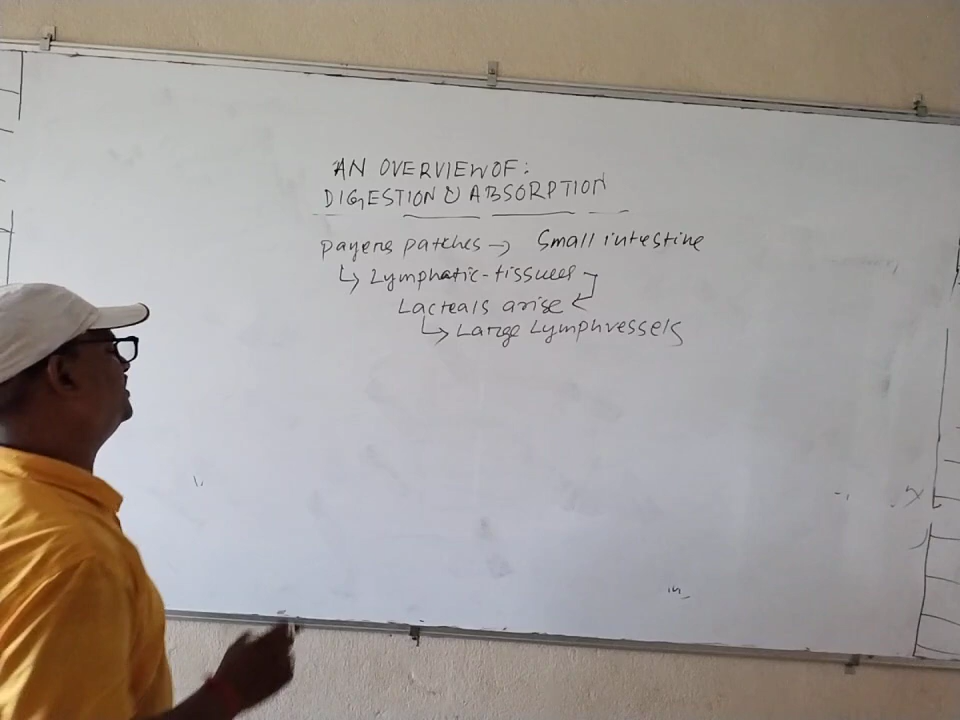 AN OVERVIEW OF:
DIGESTION & ABSORPTION
Payers patches → Small intestine
↳ Lymphatic-tissues
Lacteals arise
↳ Large Lymphvessels